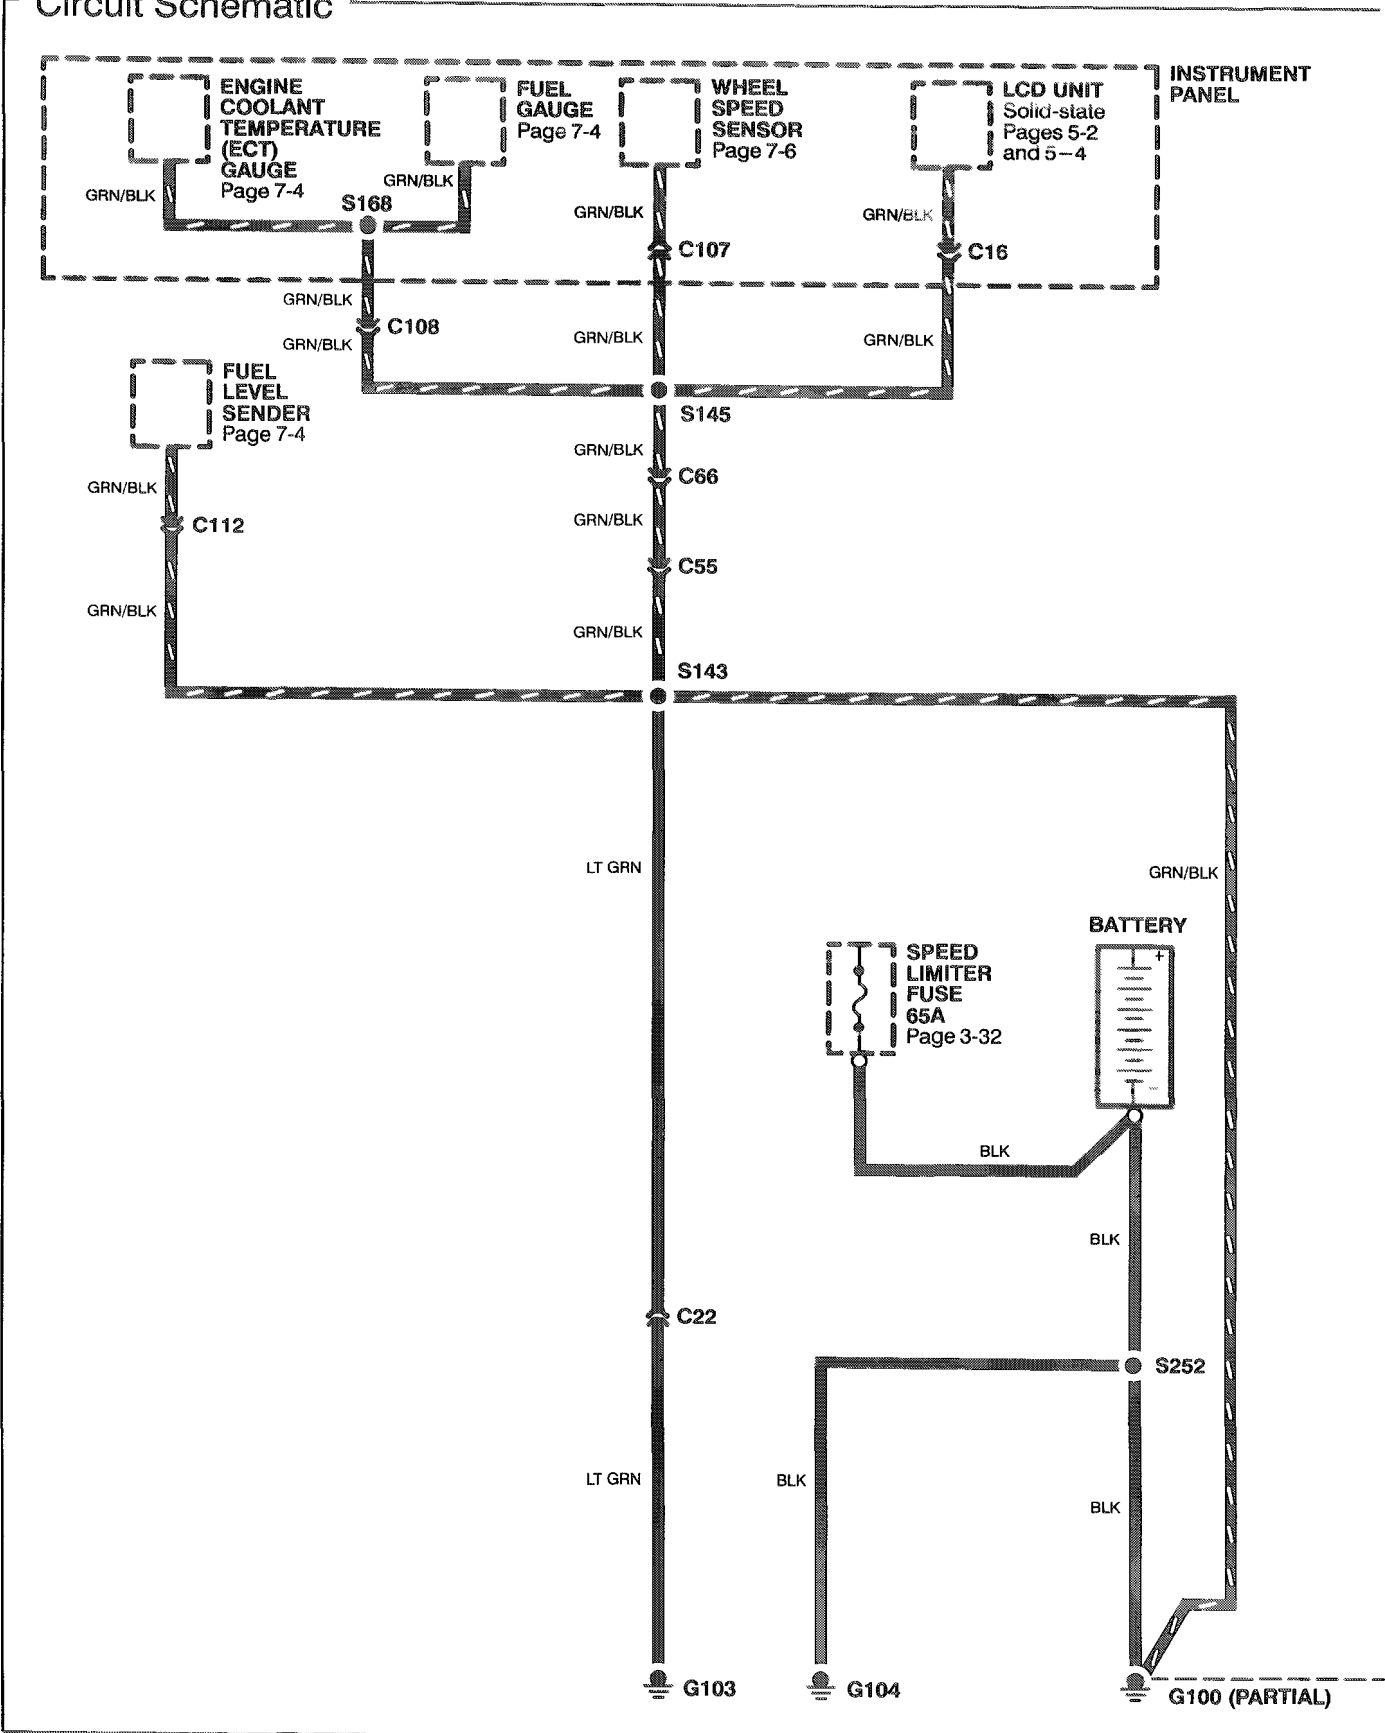 Circuit Schematic
INSTRUMENT
PANEL
ENGINE
COOLANT
TEMPERATURE
(ECT)
GAUGE
Page 7-4
FUEL
GAUGE
Page 7-4
WHEEL
SPEED
SENSOR
Page 7-6
LCD UNIT
Solid-state
Pages 5-2
and 5-4
GRN/BLK
GRN/BLK
S168
GRN/BLK
GRN/BLK
C107
C16
GRN/BLK
C108
GRN/BLK
GRN/BLK
GRN/BLK
FUEL
LEVEL
SENDER
Page 7-4
S145
GRN/BLK
C66
GRN/BLK
C112
GRN/BLK
C55
GRN/BLK
GRN/BLK
S143
LT GRN
GRN/BLK
BATTERY
+
−
SPEED
LIMITER
FUSE
65A
Page 3-32
BLK
BLK
C22
S252
LT GRN
BLK
BLK
G103
G104
G100 (PARTIAL)